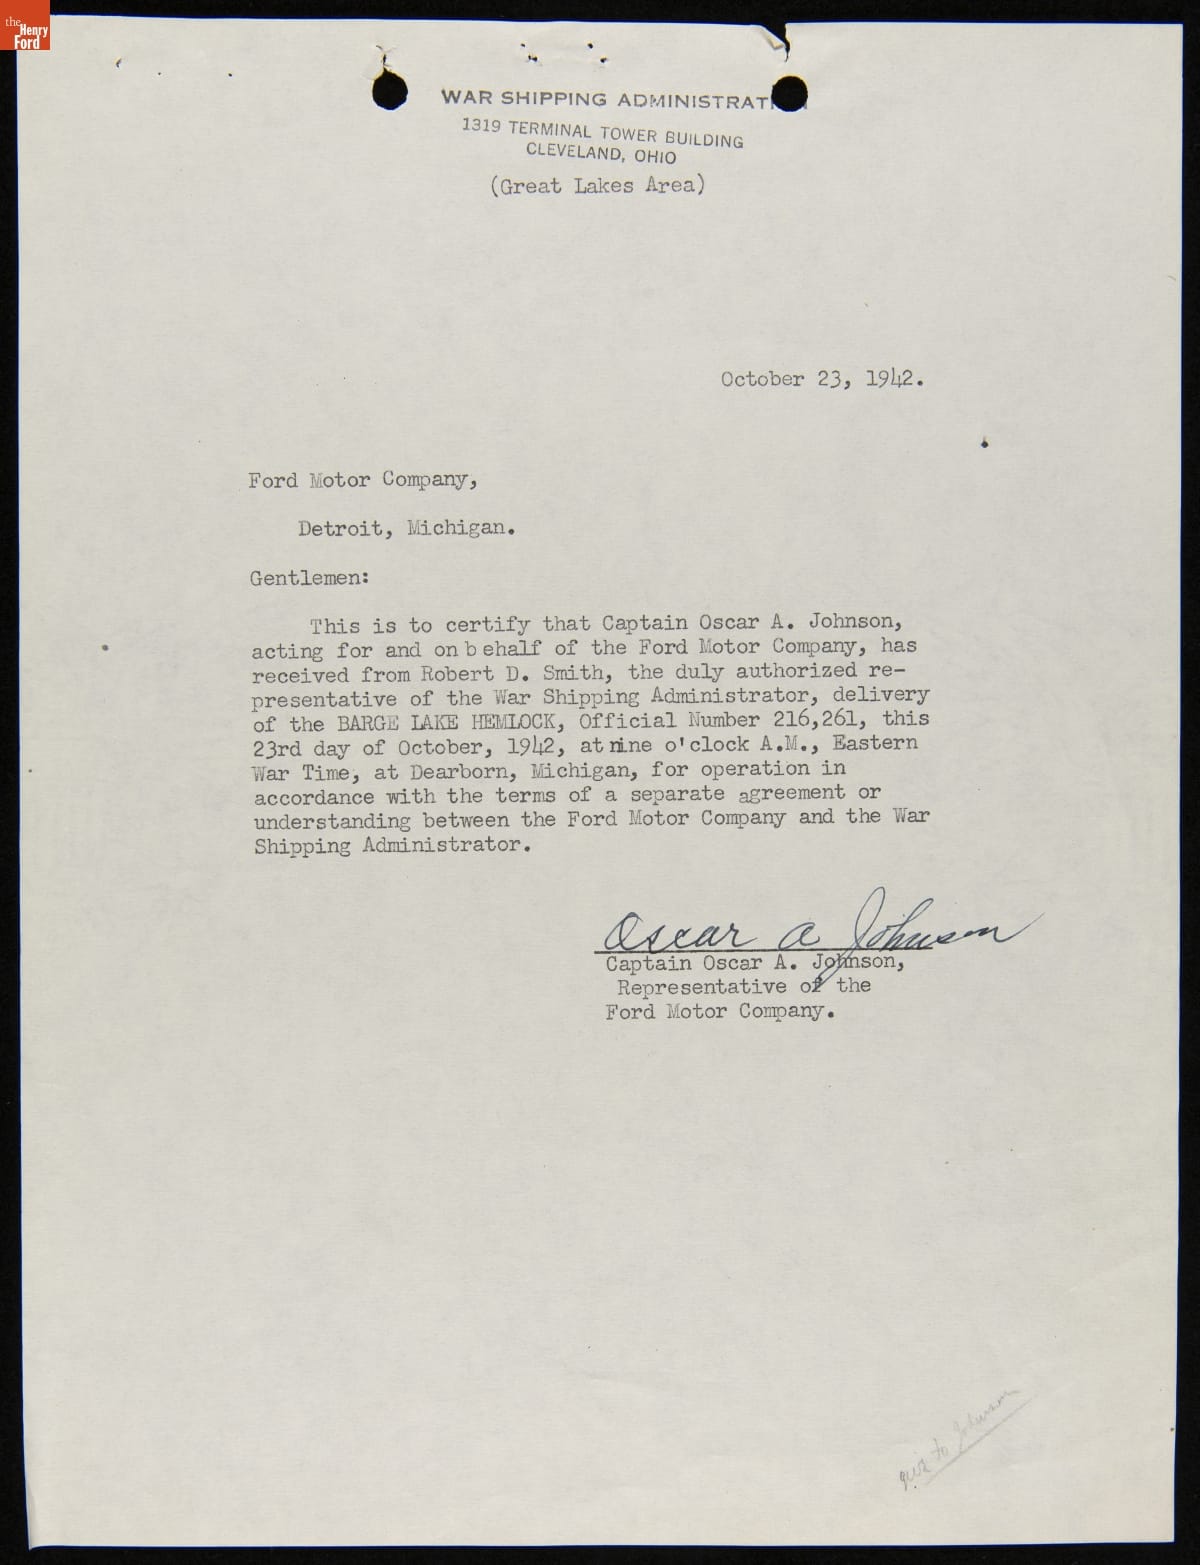 the
Henry
Ford
WAR SHIPPING ADMINISTRATION
1319 TERMINAL TOWER BUILDING
CLEVELAND, OHIO
(Great Lakes Area)
October 23, 1942.
Ford Motor Company,
Detroit, Michigan.
Gentlemen:
This is to certify that Captain Oscar A. Johnson,
acting for and on b ehalf of the Ford Motor Company, has
received from Robert D. Smith, the duly authorized re-
presentative of the War Shipping Administrator, delivery
of the BARGE LAKE HEMLOCK, Official Number 216,261, this
23rd day of October, 1942, at nine o'clock A.M., Eastern
War Time, at Dearborn, Michigan, for operation in
accordance with the terms of a separate agreement or
understanding between the Ford Motor Company and the War
Shipping Administrator.
Oscar A Johnson
Captain Oscar A. Johnson,
Representative of the
Ford Motor Company.
give to Johnson